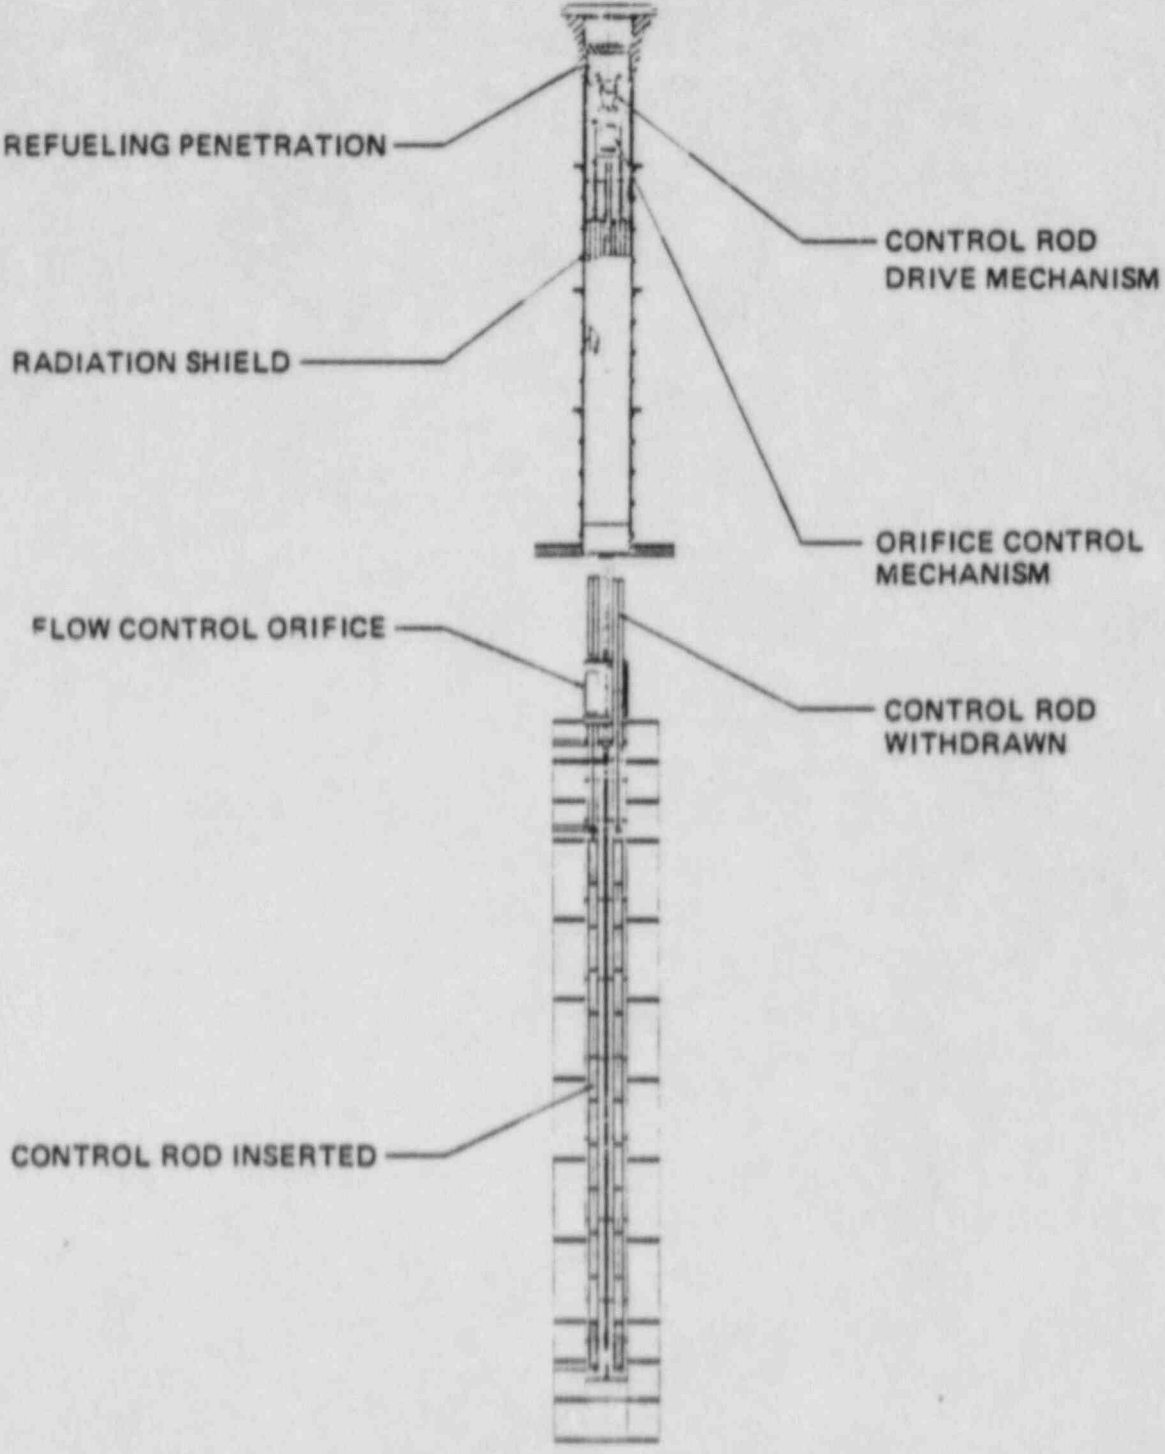 REFUELING PENETRATION
CONTROL ROD
DRIVE MECHANISM
RADIATION SHIELD
ORIFICE CONTROL
MECHANISM
FLOW CONTROL ORIFICE
CONTROL ROD
WITHDRAWN
CONTROL ROD INSERTED